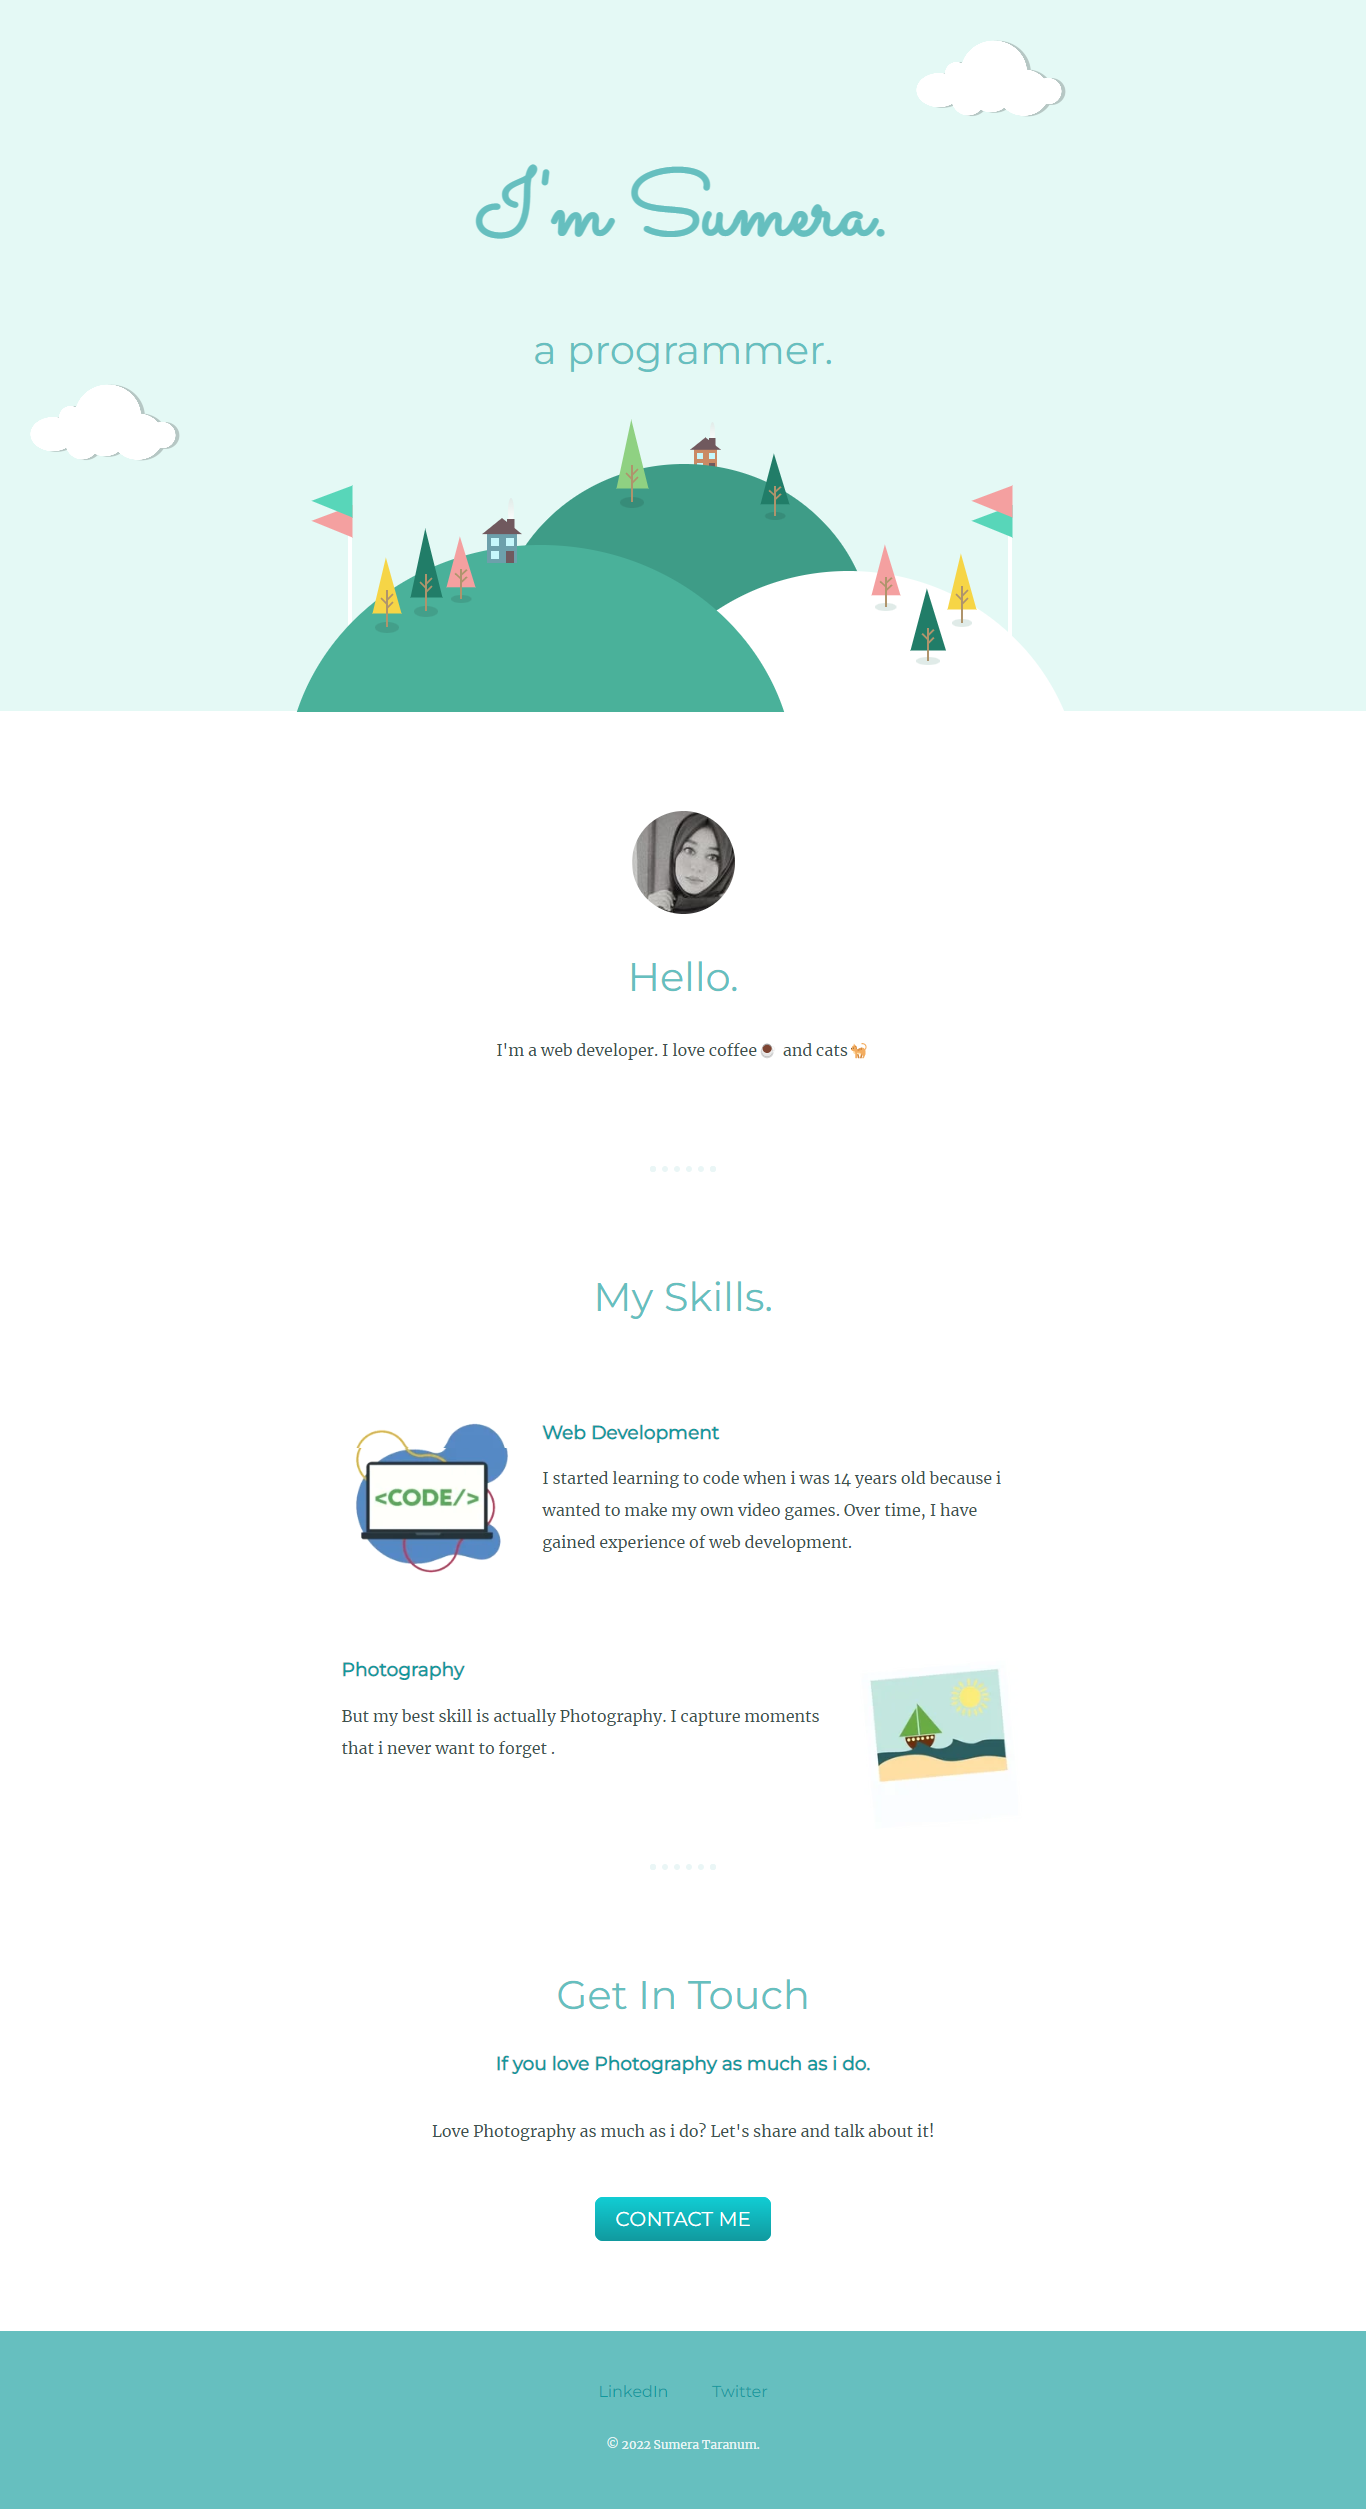 I'm Sumera.
a programmer.
Hello.
I'm a web developer. I love coffee☕ and cats🐈
My Skills.
Web Development
<CODE/>
I started learning to code when i was 14 years old because i
wanted to make my own video games. Over time, I have
gained experience of web development.
Photography
But my best skill is actually Photography. I capture moments
that i never want to forget .
Get In Touch
If you love Photography as much as i do.
Love Photography as much as i do? Let's share and talk about it!
CONTACT ME
LinkedIn Twitter
© 2022 Sumera Taranum.